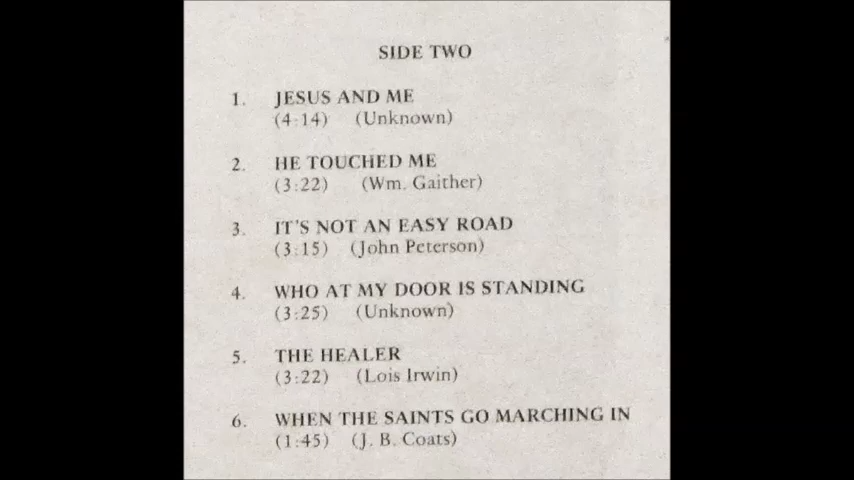 SIDE TWO
1. JESUS AND ME
(4:14) (Unknown)
2. HE TOUCHED ME
(3:22) (Wm. Gaither)
3. IT'S NOT AN EASY ROAD
(3:15) (John Peterson)
4. WHO AT MY DOOR IS STANDING
(3:25) (Unknown)
5. THE HEALER
(3:22) (Lois Irwin)
6. WHEN THE SAINTS GO MARCHING IN
(1:45) (J. B. Coats)